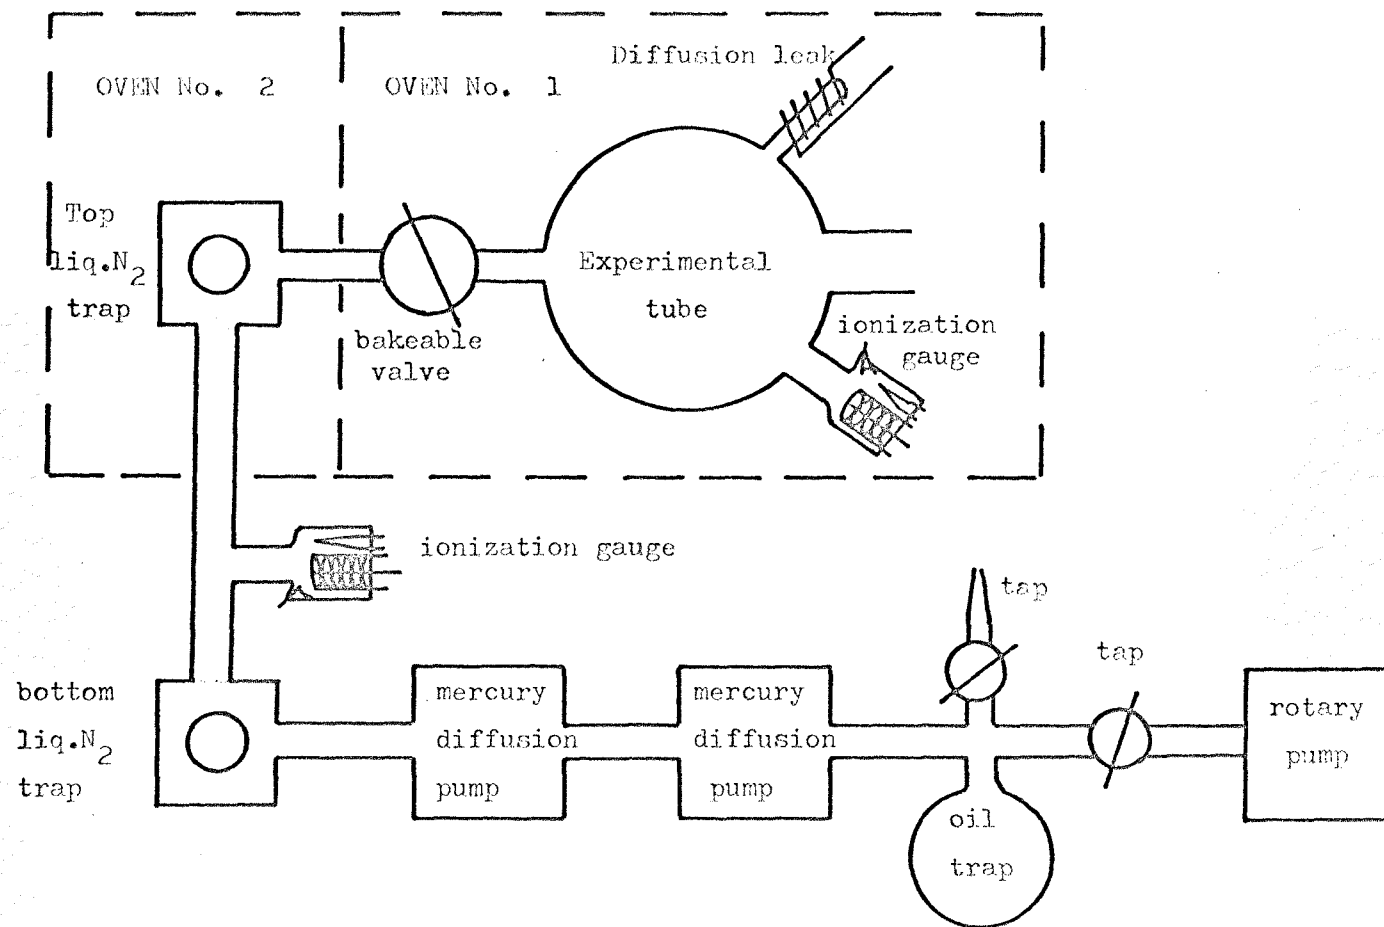 Diffusion leak
OVEN No. 2
OVEN No. 1
Top
liq.N₂
trap
Experimental
tube
bakeable
valve
ionization
gauge
ionization gauge
tap
tap
bottom
liq.N₂
trap
mercury
diffusion
pump
mercury
diffusion
pump
rotary
pump
oil
trap